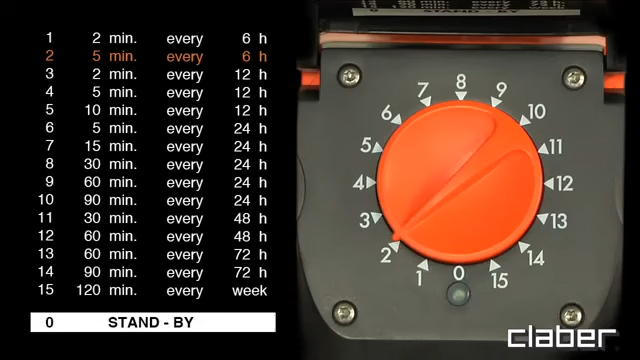 1 2 min. every 6 h
2 5 min. every 6 h
3 2 min. every 12 h
4 5 min. every 12 h
5 10 min. every 12 h
6 5 min. every 24 h
7 15 min. every 24 h
8 30 min. every 24 h
9 60 min. every 24 h
10 90 min. every 24 h
11 30 min. every 48 h
12 60 min. every 48 h
13 60 min. every 72 h
14 90 min. every 72 h
15 120 min. every week
0 STAND - BY
0 STAND - BY
8
7 9
6 10
5 11
4 12
3 13
2 14
1 0 15
claber